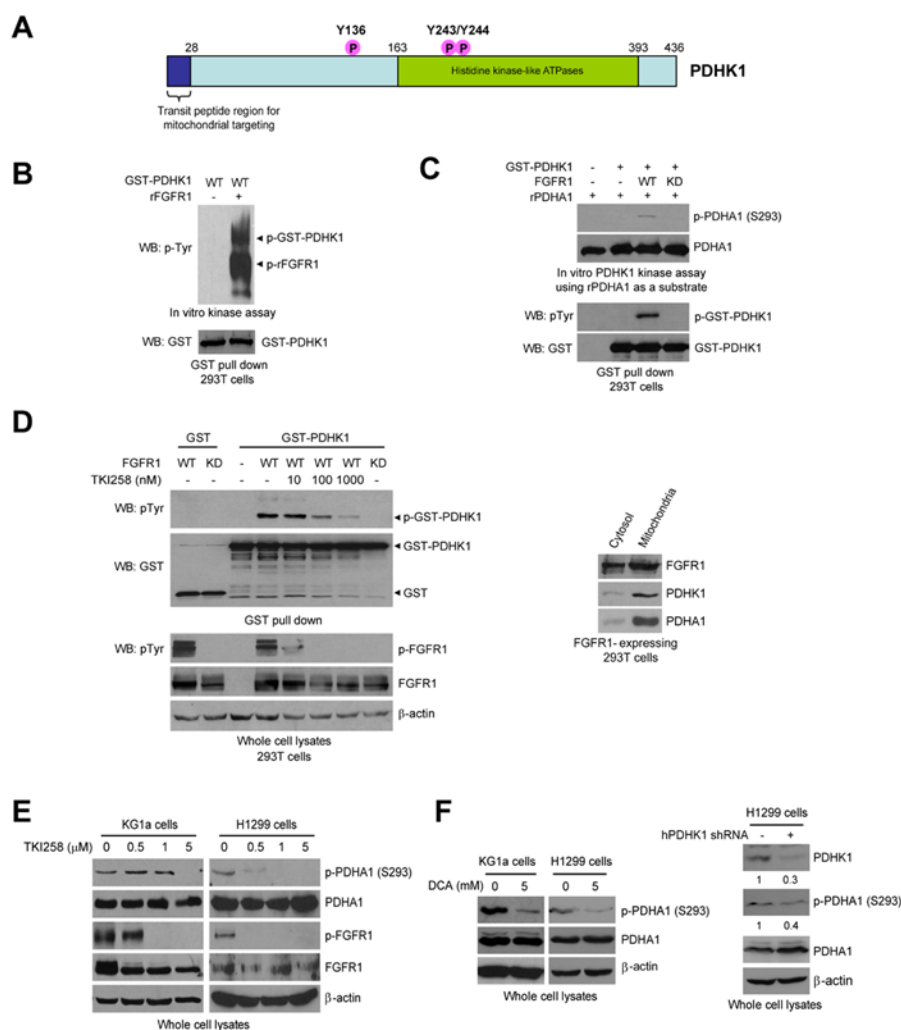 A
Y136 Y243/Y244
28 163 393 436
P P P
Histidine kinase-like ATPases
PDHK1
Transit peptide region for
mitochondrial targeting
B
GST-PDHK1 WT WT
rFGFR1 - +
WB: p-Tyr
p-GST-PDHK1
p-rFGFR1
In vitro kinase assay
WB: GST GST-PDHK1
GST pull down
293T cells
C
GST-PDHK1 - + + +
FGFR1 WT KD
rPDHA1 + + + +
p-PDHA1 (S293)
PDHA1
In vitro PDHK1 kinase assay
using rPDHA1 as a substrate
WB: pTyr p-GST-PDHK1
WB: GST GST-PDHK1
GST pull down
293T cells
D
GST GST-PDHK1
FGFR1 WT KD - WT WT WT WT KD
TKI258 (nM) - - - - 10 100 1000 -
WB: pTyr p-GST-PDHK1
GST-PDHK1
WB: GST
GST
GST pull down
WB: pTyr p-FGFR1
FGFR1
β-actin
Whole cell lysates
293T cells
Cytosol Mitochondria
FGFR1
PDHK1
PDHA1
FGFR1- expressing
293T cells
E
KG1a cells H1299 cells
TKI258 (μM) 0 0.5 1 5 0 0.5 1 5
p-PDHA1 (S293)
PDHA1
p-FGFR1
FGFR1
β-actin
Whole cell lysates
F
KG1a cells H1299 cells
DCA (mM) 0 5 0 5
p-PDHA1 (S293)
PDHA1
β-actin
Whole cell lysates
H1299 cells
hPDHK1 shRNA - +
PDHK1
1 0.3
p-PDHA1 (S293)
1 0.4
PDHA1
β-actin
Whole cell lysates